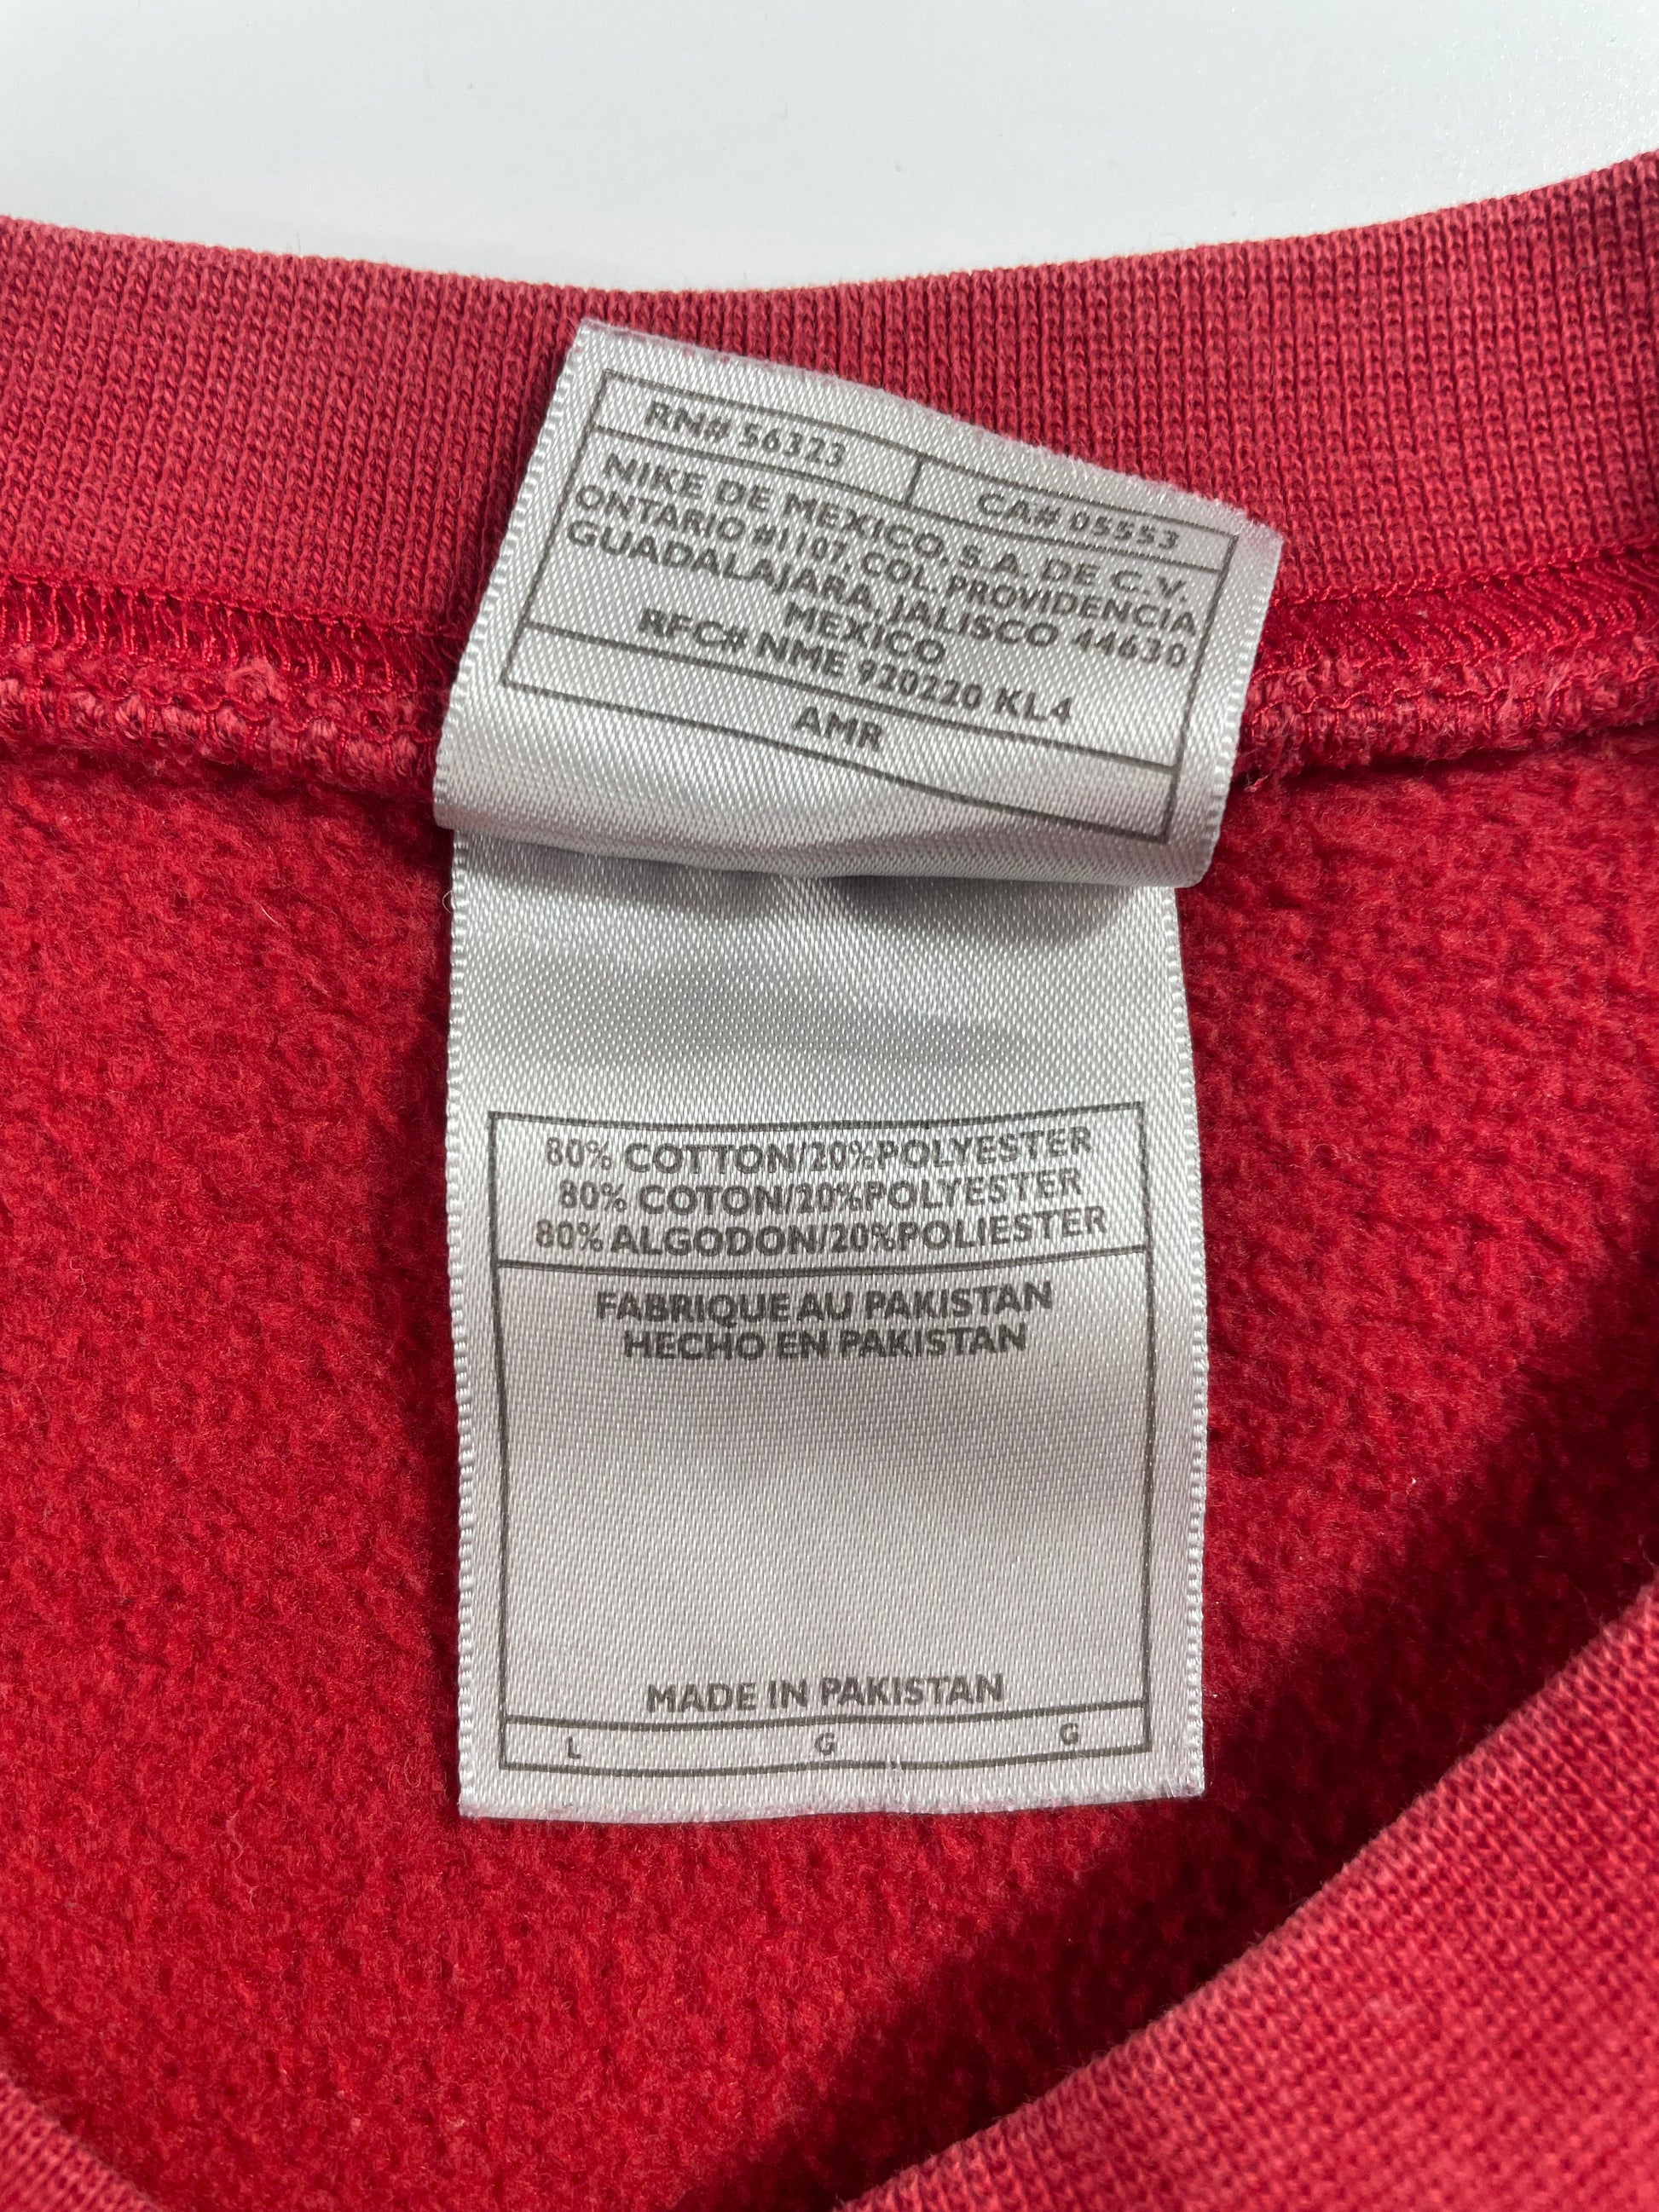 RN# 56323 CA# 05553
NIKE DE MEXICO, S.A. DE C.V.
ONTARIO #1107, COL. PROVIDENCIA
GUADALAJARA, JALISCO 44630
MEXICO
RFC# NME 920220 KL4
AMR
80% COTTON/20%POLYESTER
80% COTON/20%POLYESTER
80% ALGODON/20%POLIESTER
FABRIQUE AU PAKISTAN
HECHO EN PAKISTAN
MADE IN PAKISTAN
L G G